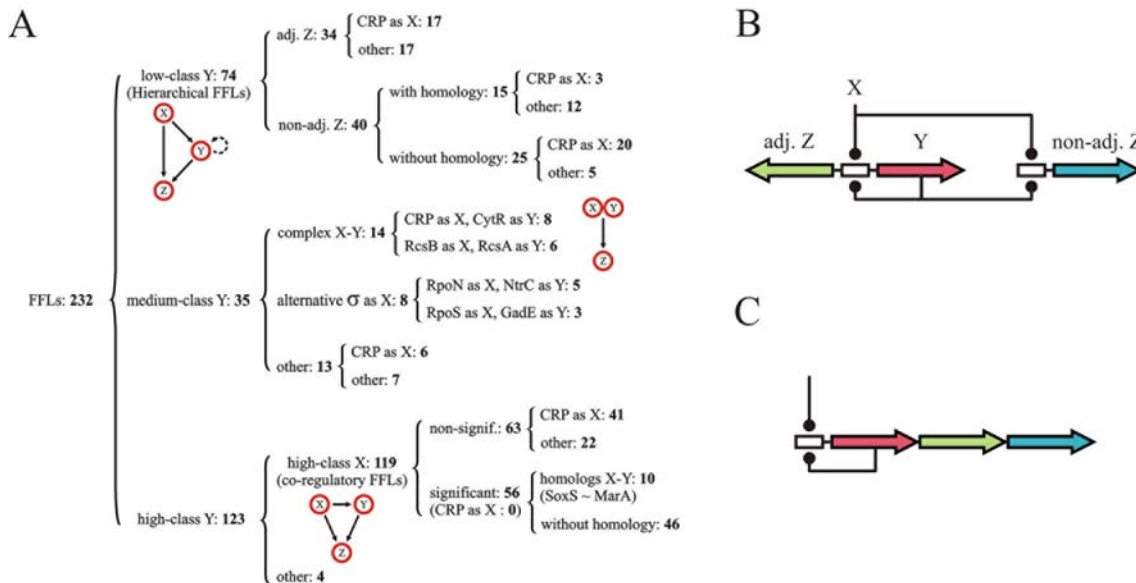 A
FFLs: 232
low-class Y: 74
(Hierarchical FFLs)
X
Y
Z
adj. Z: 34
CRP as X: 17
other: 17
non-adj. Z: 40
with homology: 15
CRP as X: 3
other: 12
without homology: 25
CRP as X: 20
other: 5
medium-class Y: 35
complex X-Y: 14
CRP as X, CytR as Y: 8
RcsB as X, RcsA as Y: 6
X Y
Z
alternative σ as X: 8
RpoN as X, NtrC as Y: 5
RpoS as X, GadE as Y: 3
other: 13
CRP as X: 6
other: 7
high-class Y: 123
high-class X: 119
(co-regulatory FFLs)
X Y
Z
non-signif.: 63
CRP as X: 41
other: 22
significant: 56
(CRP as X : 0)
homologs X-Y: 10
(SoxS ~ MarA)
without homology: 46
other: 4
B
X
adj. Z
Y
non-adj. Z
C